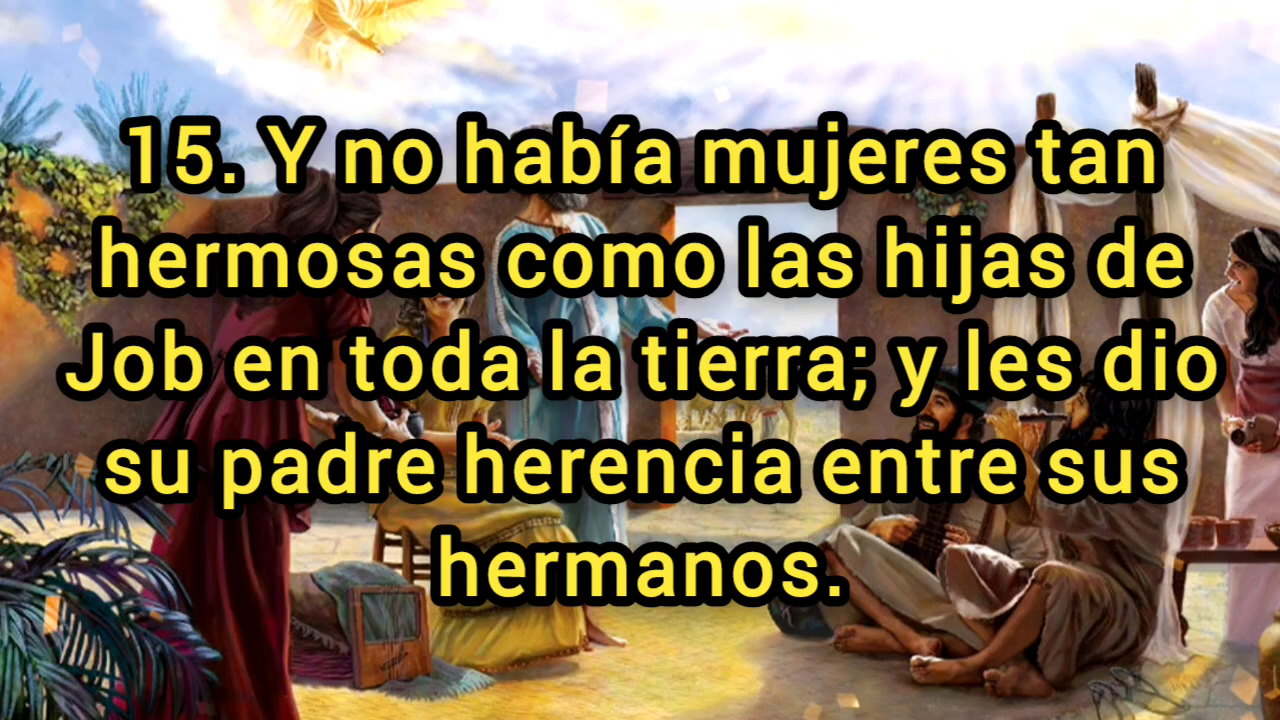 15. Y no había mujeres tan
hermosas como las hijas de
Job en toda la tierra; y les dio
su padre herencia entre sus
hermanos.